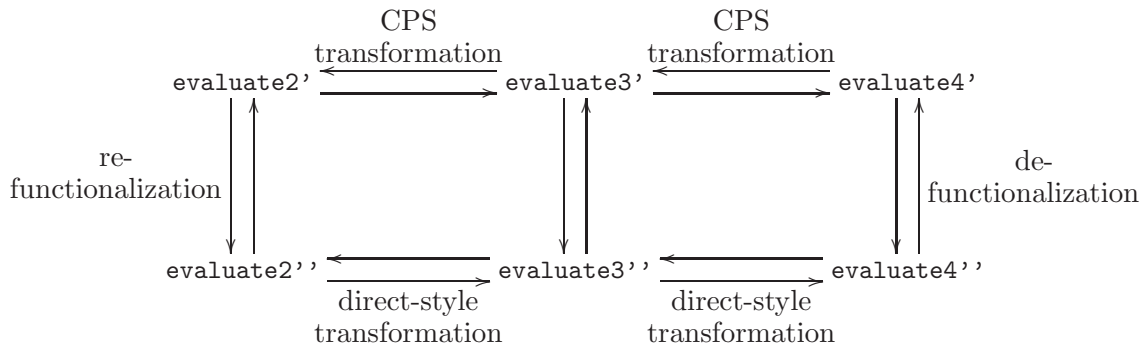 CPS
transformation
CPS
transformation
evaluate2' evaluate3' evaluate4'
re-
functionalization
de-
functionalization
evaluate2'' evaluate3'' evaluate4''
direct-style
transformation
direct-style
transformation